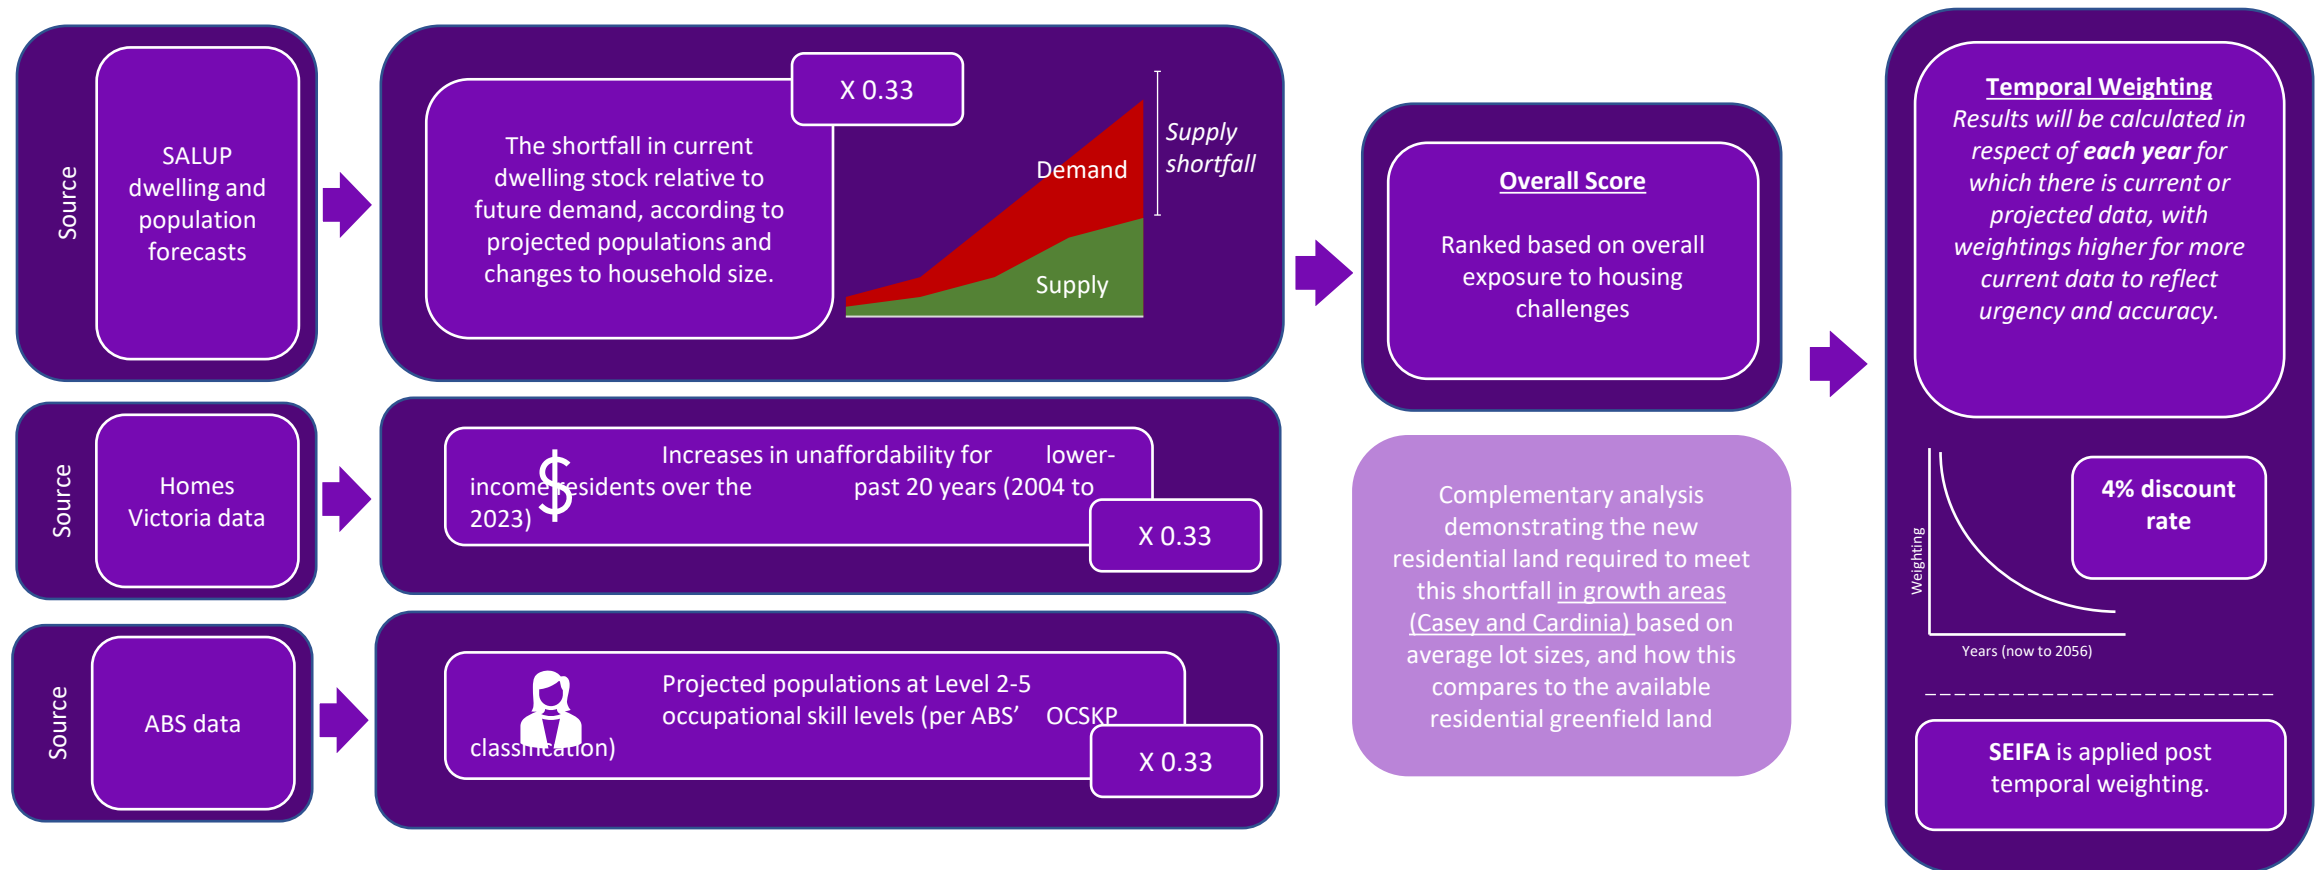 Source
SALUP
dwelling and
population
forecasts
X 0.33
The shortfall in current
dwelling stock relative to
future demand, according to
projected populations and
changes to household size.
Demand
Supply
Supply
shortfall
Source
Homes
Victoria data
Increases in unaffordability for lower-
income residents over the past 20 years (2004 to
2023)
X 0.33
Source
ABS data
Projected populations at Level 2-5
occupational skill levels (per ABS’ OCSKP
classification)
X 0.33
Overall Score
Ranked based on overall
exposure to housing
challenges
Complementary analysis
demonstrating the new
residential land required to meet
this shortfall in growth areas
(Casey and Cardinia) based on
average lot sizes, and how this
compares to the available
residential greenfield land
Temporal Weighting
Results will be calculated in
respect of each year for
which there is current or
projected data, with
weightings higher for more
current data to reflect
urgency and accuracy.
4% discount
rate
Weighting
Years (now to 2056)
SEIFA is applied post
temporal weighting.